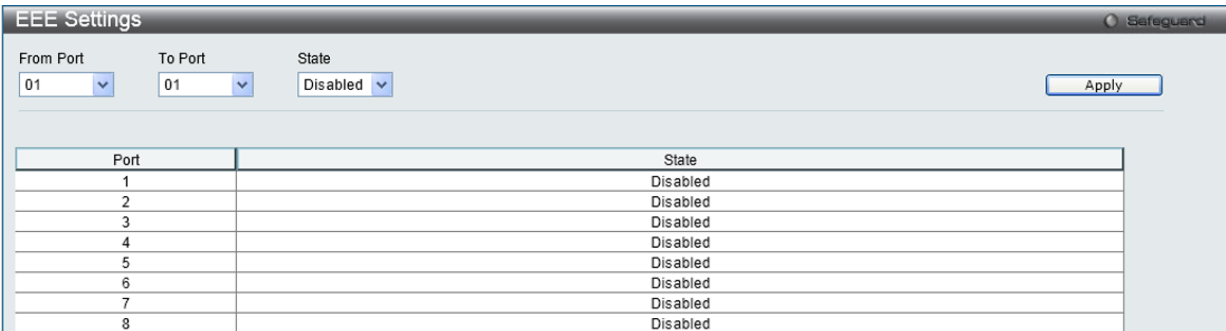 EEE Settings
Safeguard
From Port To Port State
01 01 Disabled Apply
Port State
1 Disabled
2 Disabled
3 Disabled
4 Disabled
5 Disabled
6 Disabled
7 Disabled
8 Disabled